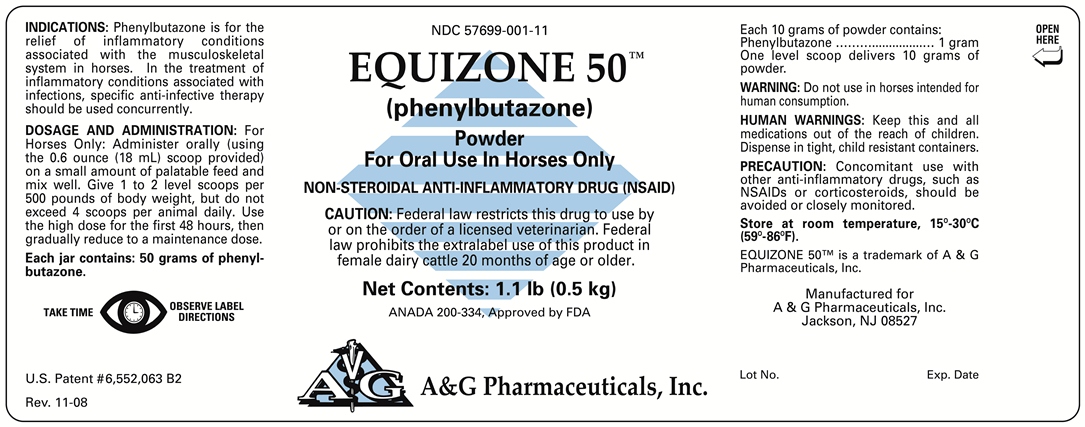 INDICATIONS: Phenylbutazone is for the
relief of inflammatory conditions
associated with the musculoskeletal
system in horses. In the treatment of
inflammatory conditions associated with
infections, specific anti-infective therapy
should be used concurrently.
DOSAGE AND ADMINISTRATION: For
Horses Only: Administer orally (using
the 0.6 ounce (18 mL) scoop provided)
on a small amount of palatable feed and
mix well. Give 1 to 2 level scoops per
500 pounds of body weight, but do not
exceed 4 scoops per animal daily. Use
the high dose for the first 48 hours, then
gradually reduce to a maintenance dose.
Each jar contains: 50 grams of phenyl-
butazone.
TAKE TIME
OBSERVE LABEL
DIRECTIONS
U.S. Patent #6,552,063 B2
Rev. 11-08
NDC 57699-001-11
EQUIZONE 50™
(phenylbutazone)
Powder
For Oral Use In Horses Only
NON-STEROIDAL ANTI-INFLAMMATORY DRUG (NSAID)
CAUTION: Federal law restricts this drug to use by
or on the order of a licensed veterinarian. Federal
law prohibits the extralabel use of this product in
female dairy cattle 20 months of age or older.
Net Contents: 1.1 lb (0.5 kg)
ANADA 200-334, Approved by FDA
AVG A&G Pharmaceuticals, Inc.
Each 10 grams of powder contains:
Phenylbutazone ......................... 1 gram
One level scoop delivers 10 grams of
powder.
WARNING: Do not use in horses intended for
human consumption.
HUMAN WARNINGS: Keep this and all
medications out of the reach of children.
Dispense in tight, child resistant containers.
PRECAUTION: Concomitant use with
other anti-inflammatory drugs, such as
NSAIDs or corticosteroids, should be
avoided or closely monitored.
Store at room temperature, 15º-30ºC
(59º-86ºF).
EQUIZONE 50™ is a trademark of A & G
Pharmaceuticals, Inc.
Manufactured for
A & G Pharmaceuticals, Inc.
Jackson, NJ 08527
Lot No. Exp. Date
OPEN
HERE